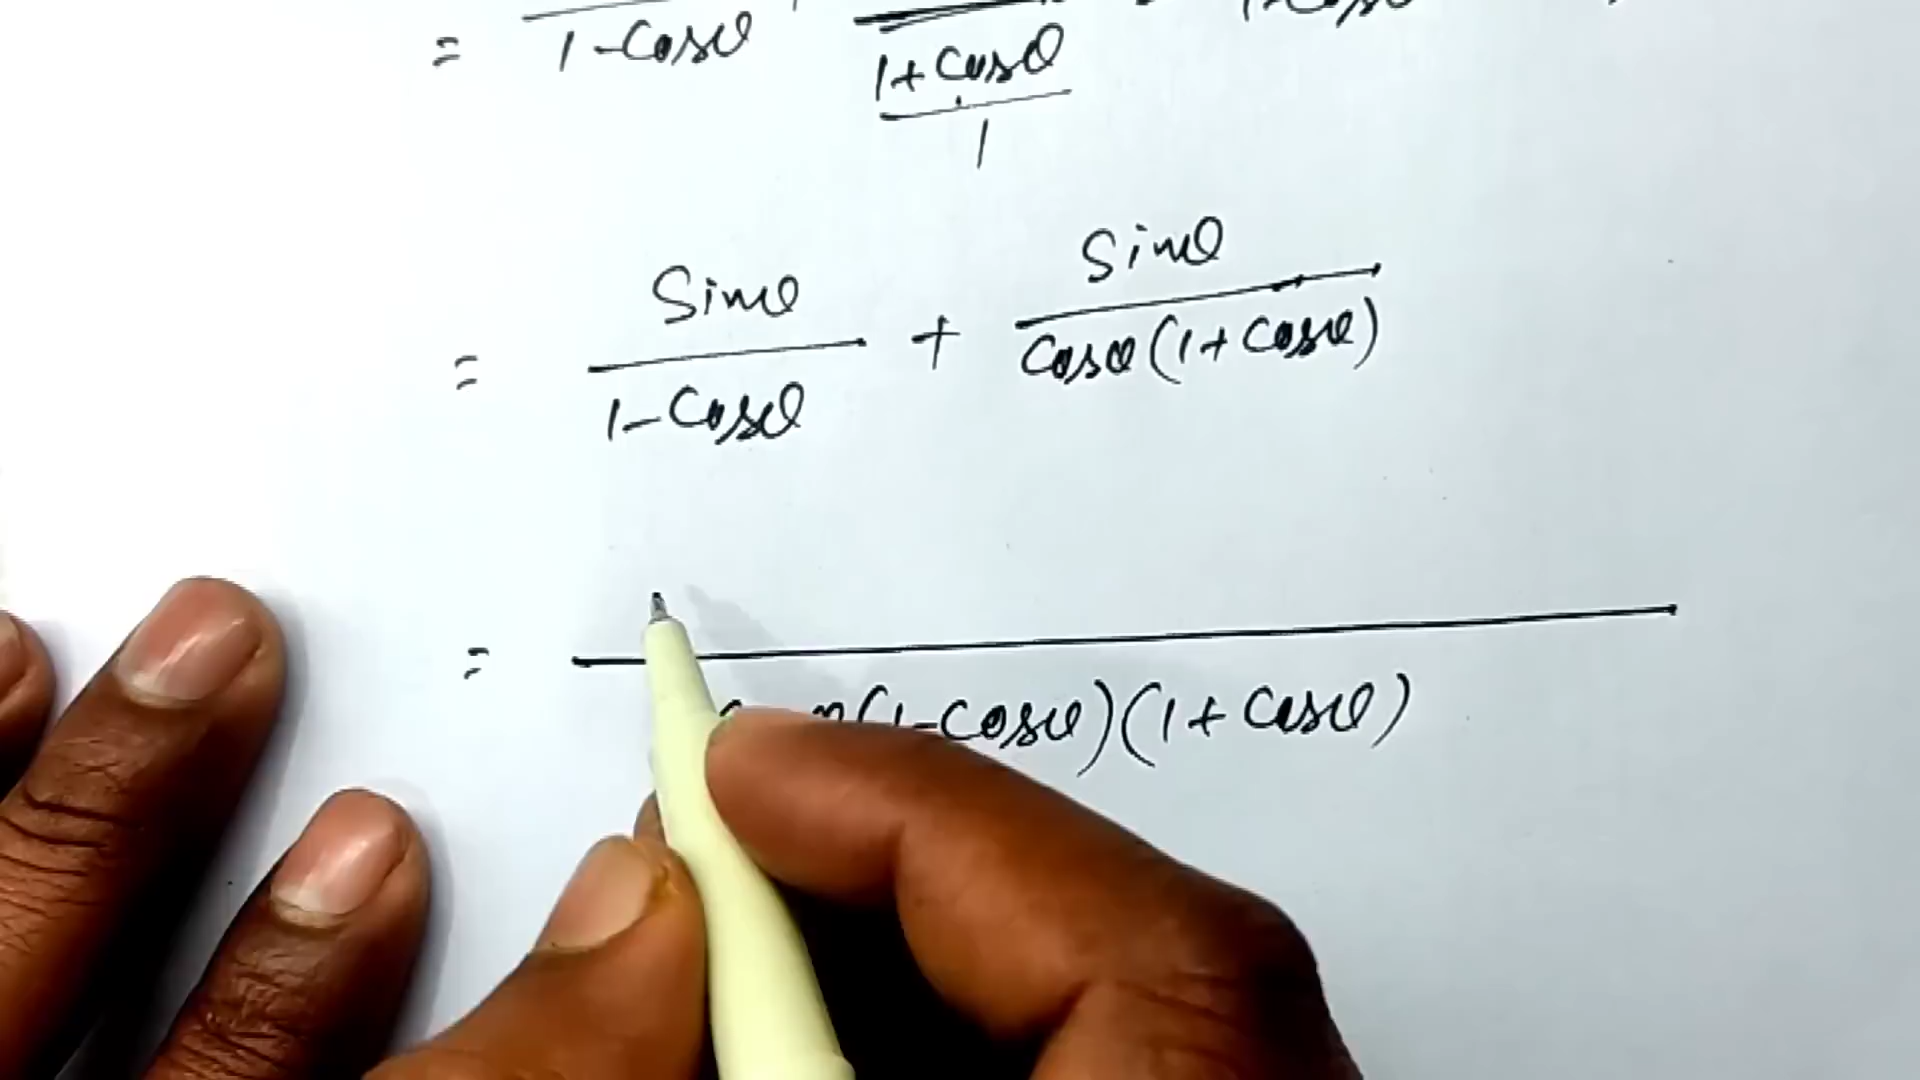 = 1-Cosθ 1+Cosθ
1
= Sinθ/1-Cosθ + Sinθ/Cosθ(1+Cosθ)
= (1-Cosθ)(1+Cosθ)